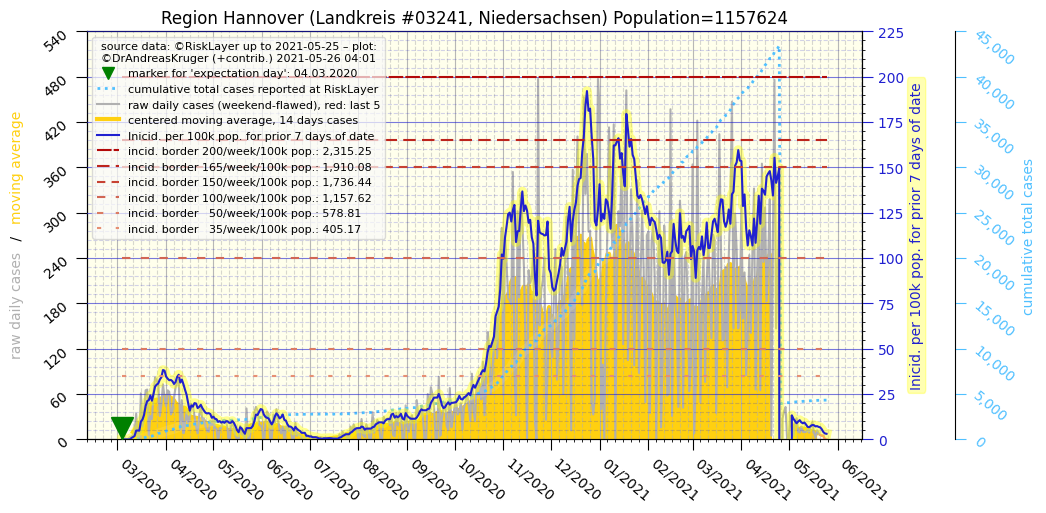 Region Hannover (Landkreis #03241, Niedersachsen) Population=1157624
source data: ©RiskLayer up to 2021-05-25 – plot:
©DrAndreasKruger (+contrib.) 2021-05-26 04:01
marker for 'expectation day': 04.03.2020
cumulative total cases reported at RiskLayer
raw daily cases (weekend-flawed), red: last 5
centered moving average, 14 days cases
Inicid. per 100k pop. for prior 7 days of date
incid. border 200/week/100k pop.: 2,315.25
incid. border 165/week/100k pop.: 1,910.08
incid. border 150/week/100k pop.: 1,736.44
incid. border 100/week/100k pop.: 1,157.62
incid. border 50/week/100k pop.: 578.81
incid. border 35/week/100k pop.: 405.17
raw daily cases / moving average
540
480
420
360
300
240
180
120
60
0
225
200
175
150
125
100
75
50
25
0
Inicid. per 100k pop. for prior 7 days of date
45,000
40,000
35,000
30,000
25,000
20,000
15,000
10,000
5,000
0
cumulative total cases
03/2020
04/2020
05/2020
06/2020
07/2020
08/2020
09/2020
10/2020
11/2020
12/2020
01/2021
02/2021
03/2021
04/2021
05/2021
06/2021